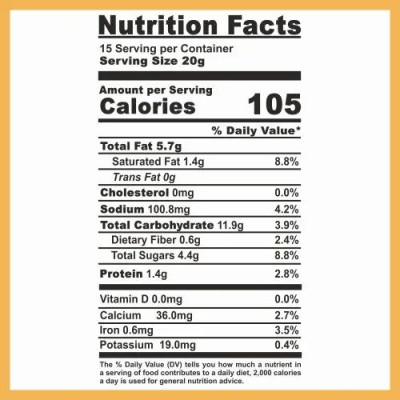 Nutrition Facts
15 Serving per Container
Serving Size 20g
Amount per Serving
Calories 105
% Daily Value*
Total Fat 5.7g
Saturated Fat 1.4g 8.8%
Trans Fat 0g
Cholesterol 0mg 0.0%
Sodium 100.8mg 4.2%
Total Carbohydrate 11.9g 3.9%
Dietary Fiber 0.6g 2.4%
Total Sugars 4.4g 8.8%
Protein 1.4g 2.8%
Vitamin D 0.0mg 0.0%
Calcium 36.0mg 2.7%
Iron 0.6mg 3.5%
Potassium 19.0mg 0.4%
The % Daily Value (DV) tells you how much a nutrient in
a serving of food contributes to a daily diet, 2,000 calories
a day is used for general nutrition advice.